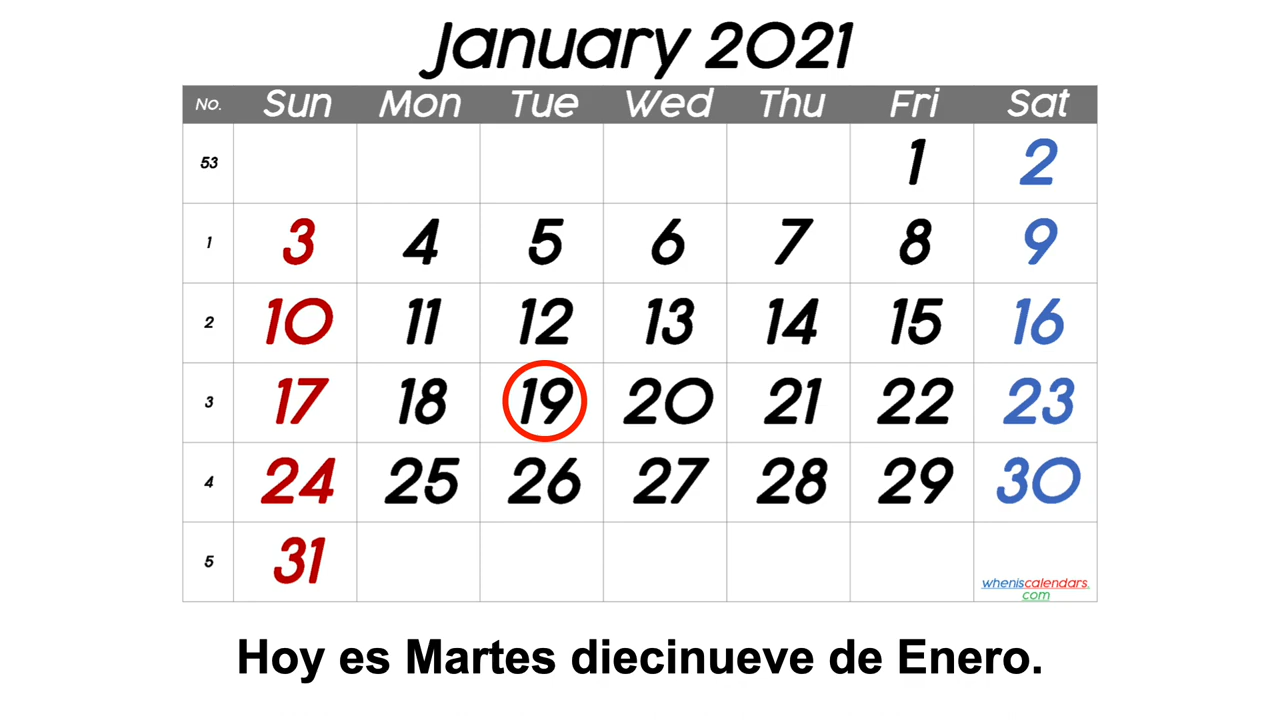 January 2021
No. Sun Mon Tue Wed Thu Fri Sat
53 1 2
1 3 4 5 6 7 8 9
2 10 11 12 13 14 15 16
3 17 18 19 20 21 22 23
4 24 25 26 27 28 29 30
5 31
wheniscalendars.
com
Hoy es Martes diecinueve de Enero.